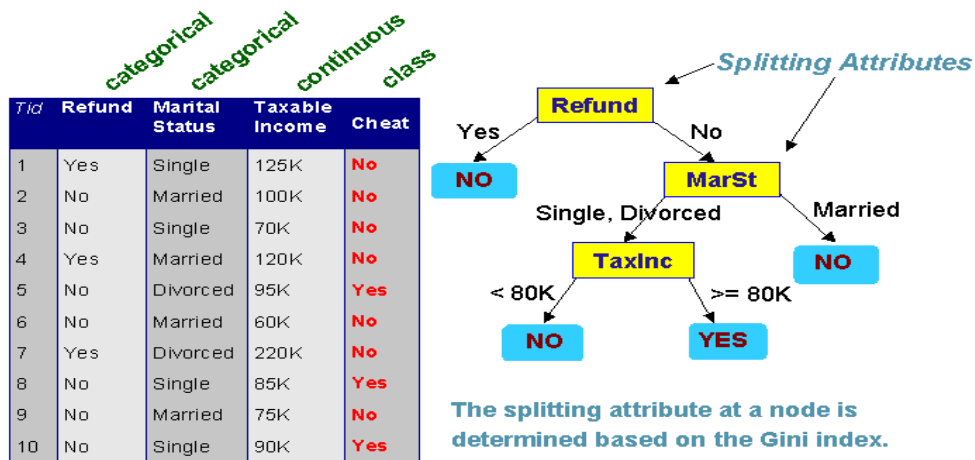 categorical categorical continuous class
Tid Refund Marital Status Taxable Income Cheat
1 Yes Single 125K No
2 No Married 100K No
3 No Single 70K No
4 Yes Married 120K No
5 No Divorced 95K Yes
6 No Married 60K No
7 Yes Divorced 220K No
8 No Single 85K Yes
9 No Married 75K No
10 No Single 90K Yes
Splitting Attributes
Refund
Yes No
NO MarSt
Single, Divorced Married
TaxInc NO
< 80K >= 80K
NO YES
The splitting attribute at a node is
determined based on the Gini index.